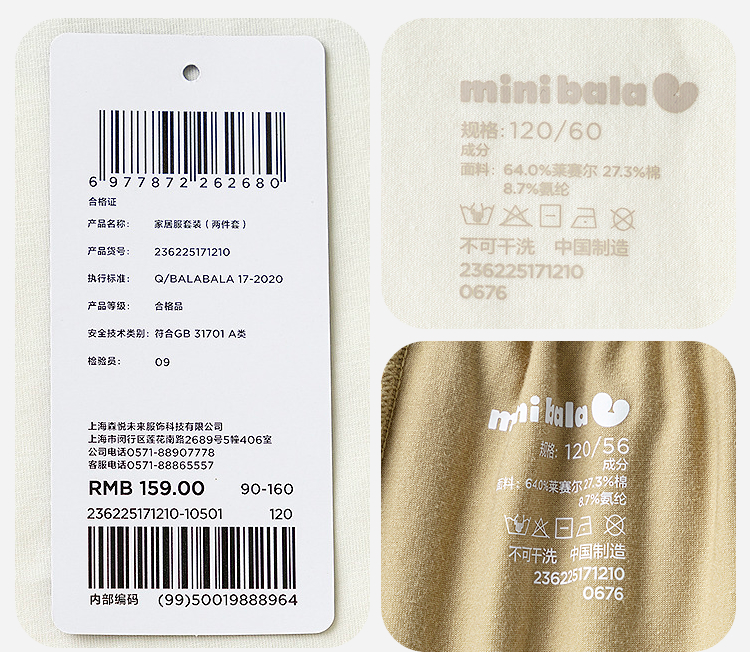 6 977872 262680
合格证
产品名称: 家居服套装（两件套）
产品货号: 236225171210
执行标准: Q/BALABALA 17-2020
产品等级: 合格品
安全技术类别: 符合GB 31701 A类
检验员: 09
上海森悦未来服饰科技有限公司
上海市闵行区莲花南路2689号5幢406室
公司电话0571-88907778
客服电话0571-88865557
RMB 159.00 90-160
236225171210-10501 120
内部编码 (99)50019888964
mini bala
规格: 120/60
成分
面料: 64.0%莱赛尔 27.3%棉
8.7%氨纶
不可干洗 中国制造
236225171210
0676
mini bala
规格: 120/56
成分
面料: 64.0%莱赛尔 27.3%棉
8.7%氨纶
不可干洗 中国制造
236225171210
0676